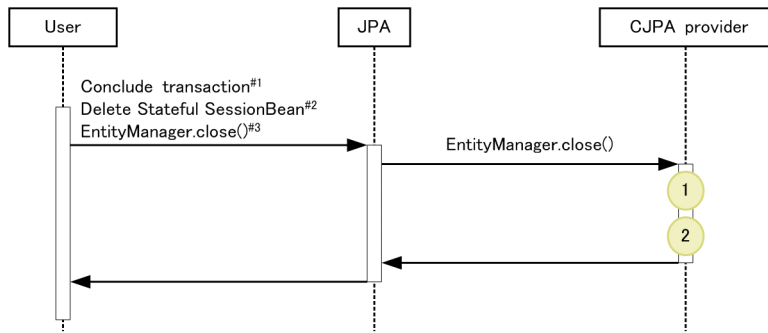 User
JPA
CJPA provider
Conclude transaction#1
Delete Stateful SessionBean#2
EntityManager.close()#3
EntityManager.close()
1
2